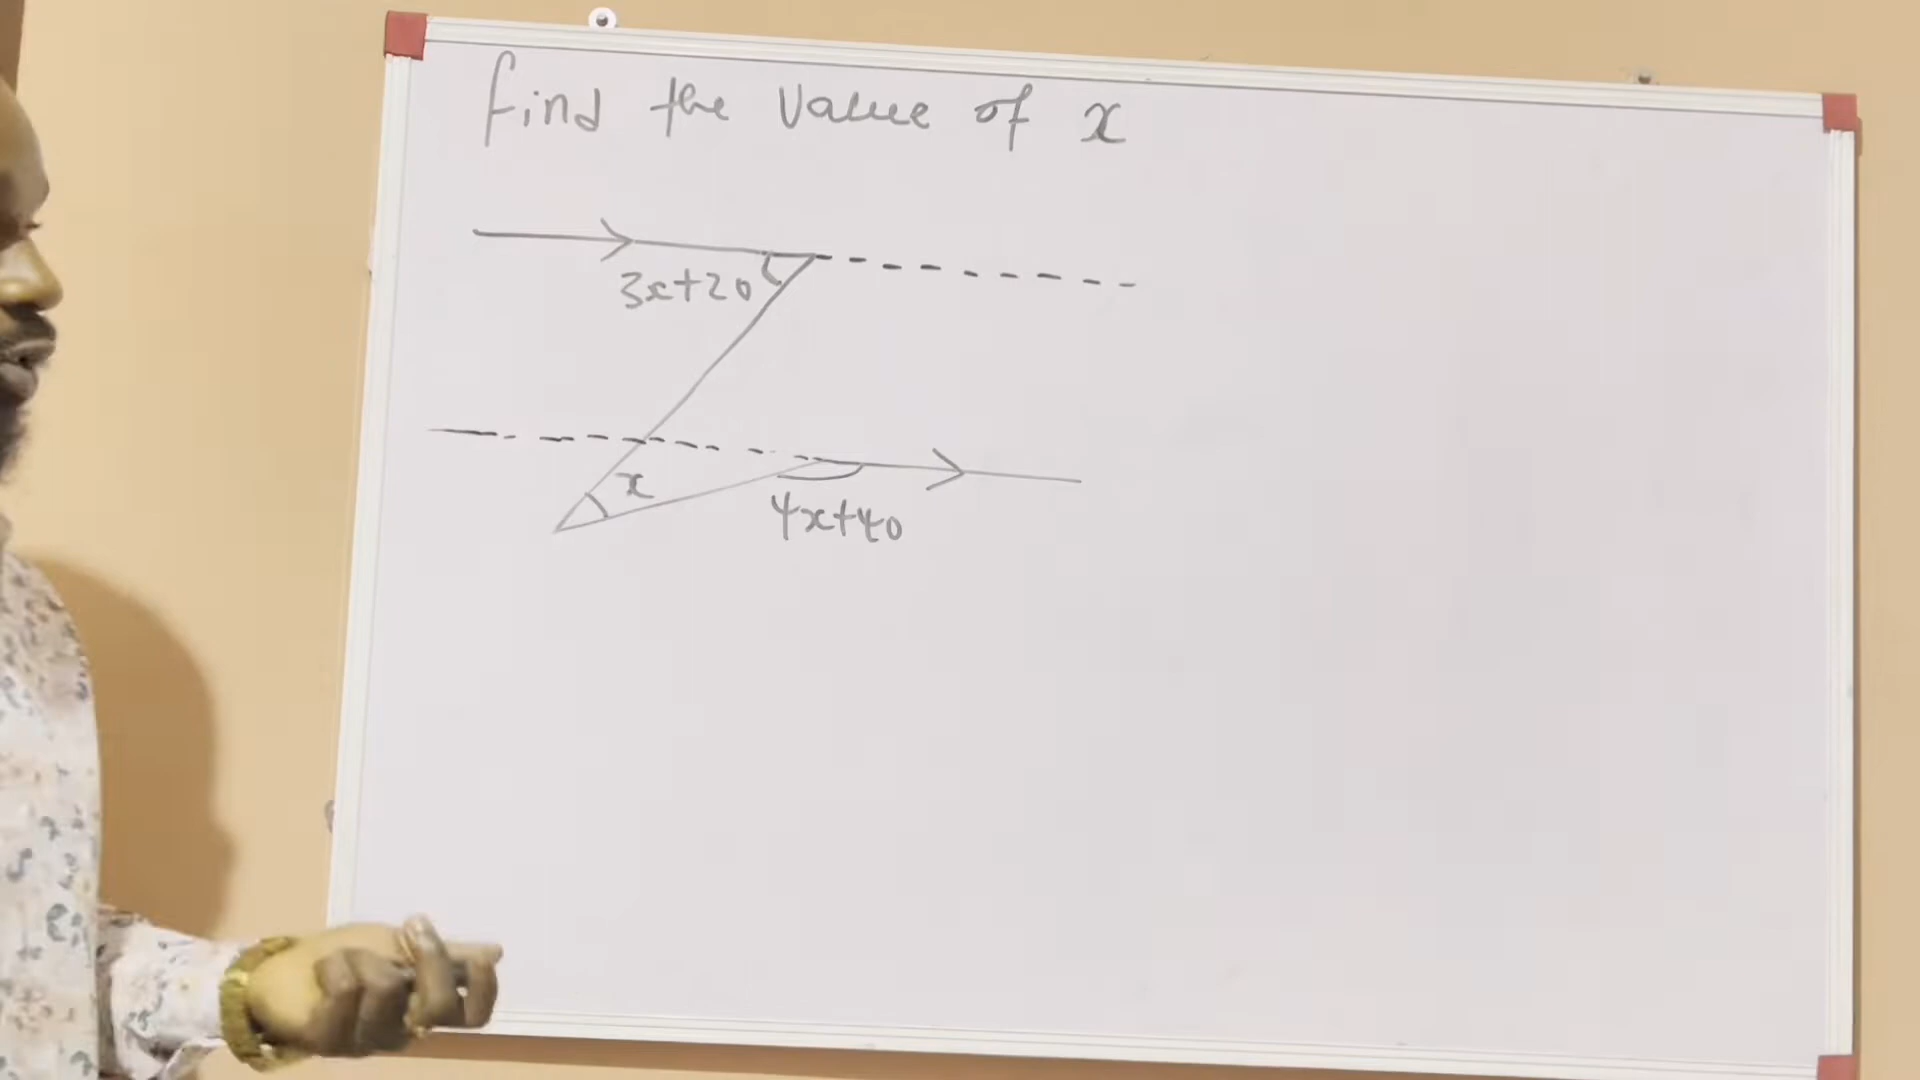 find the value of x
3x+20
x
4x+40